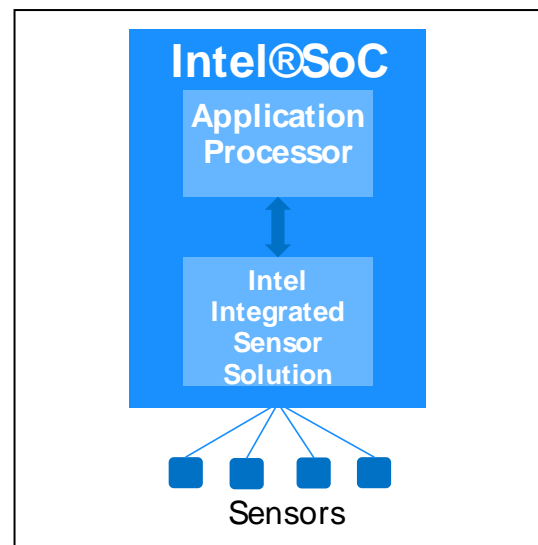 Intel®SoC
Application
Processor
Intel
Integrated
Sensor
Solution
Sensors